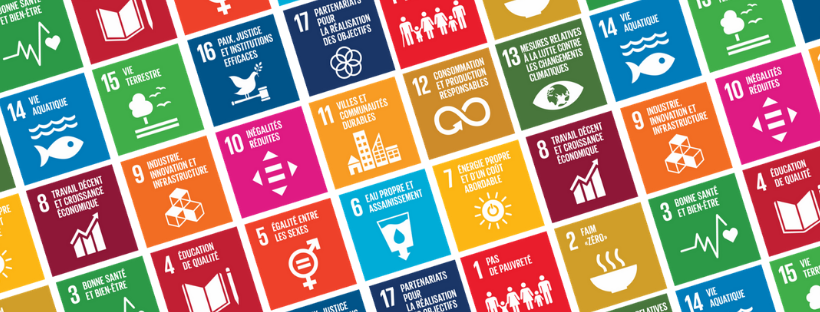 BONNE SANTÉ
ET BIEN-ÊTRE
14 VIE
AQUATIQUE
15 VIE
TERRESTRE
16 PAIX, JUSTICE
ET INSTITUTIONS
EFFICACES
17 PARTENARIATS
POUR
LA RÉALISATION
DES OBJECTIFS
8 TRAVAIL DÉCENT
ET CROISSANCE
ÉCONOMIQUE
9 INDUSTRIE,
INNOVATION ET
INFRASTRUCTURE
10 INÉGALITÉS
RÉDUITES
11 VILLES ET
COMMUNAUTÉS
DURABLES
12 CONSOMMATION
ET PRODUCTION
RESPONSABLES
13 MESURES RELATIVES
À LA LUTTE CONTRE
LES CHANGEMENTS
CLIMATIQUES
14 VIE
AQUATIQUE
3 BONNE SANTÉ
ET BIEN-ÊTRE
4 ÉDUCATION
DE QUALITÉ
5 ÉGALITÉ ENTRE
LES SEXES
6 EAU PROPRE ET
ASSAINISSEMENT
7 ÉNERGIE PROPRE
ET D'UN COÛT
ABORDABLE
8 TRAVAIL DÉCENT
ET CROISSANCE
ÉCONOMIQUE
9 INDUSTRIE,
INNOVATION ET
INFRASTRUCTURE
10 INÉGALITÉS
RÉDUITES
17 PARTENARIATS
POUR
LA RÉALISATION
DES OBJECTIFS
1 PAS
DE PAUVRETÉ
2 FAIM
«ZÉRO»
3 BONNE SANTÉ
ET BIEN-ÊTRE
4 ÉDUCATION
DE QUALITÉ
14 VIE
AQUATIQUE
15 VIE